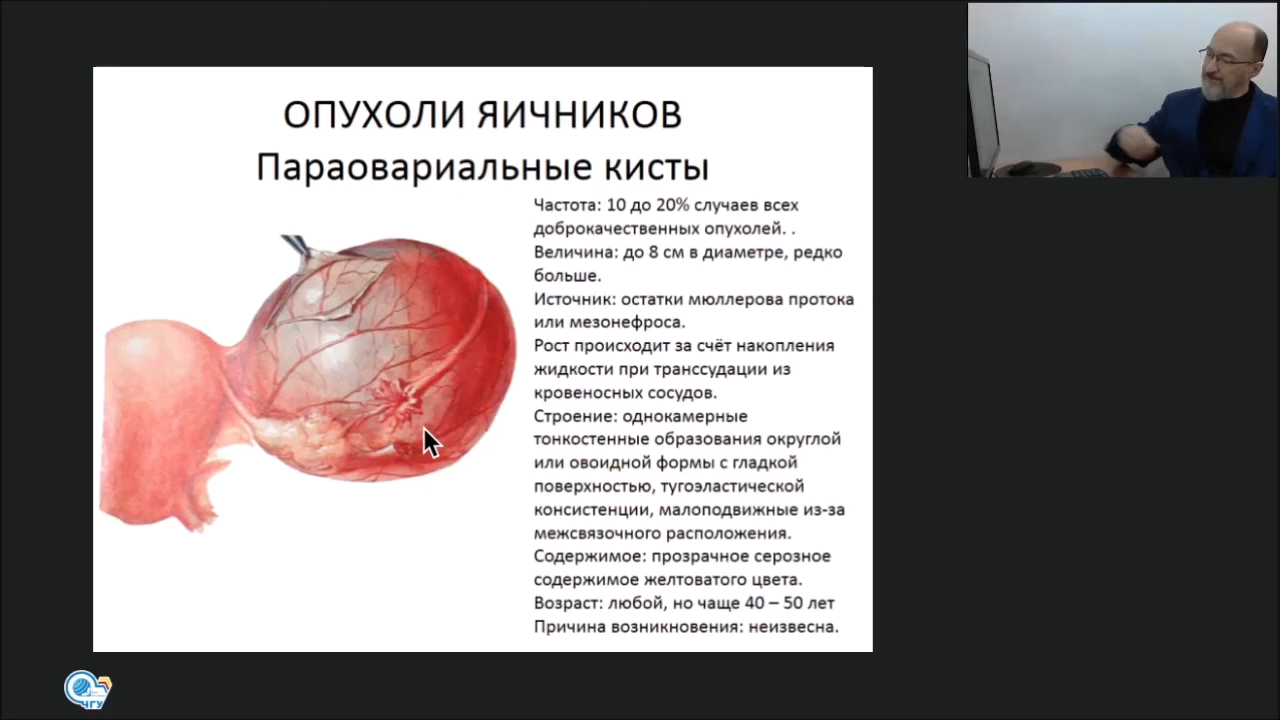 ОПУХОЛИ ЯИЧНИКОВ
Параовариальные кисты
Частота: 10 до 20% случаев всех
доброкачественных опухолей. .
Величина: до 8 см в диаметре, редко
больше.
Источник: остатки мюллерова протока
или мезонефроса.
Рост происходит за счёт накопления
жидкости при транссудации из
кровеносных сосудов.
Строение: однокамерные
тонкостенные образования округлой
или овоидной формы с гладкой
поверхностью, тугоэластической
консистенции, малоподвижные из-за
межсвязочного расположения.
Содержимое: прозрачное серозное
содержимое желтоватого цвета.
Возраст: любой, но чаще 40 – 50 лет
Причина возникновения: неизвесна.
ЧГУ